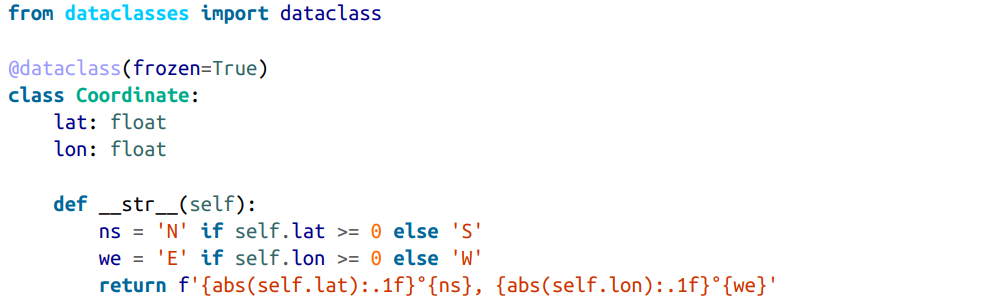 from dataclasses import dataclass

@dataclass(frozen=True)
class Coordinate:
    lat: float
    lon: float

    def __str__(self):
        ns = 'N' if self.lat >= 0 else 'S'
        we = 'E' if self.lon >= 0 else 'W'
        return f'{abs(self.lat):.1f}°{ns}, {abs(self.lon):.1f}°{we}'